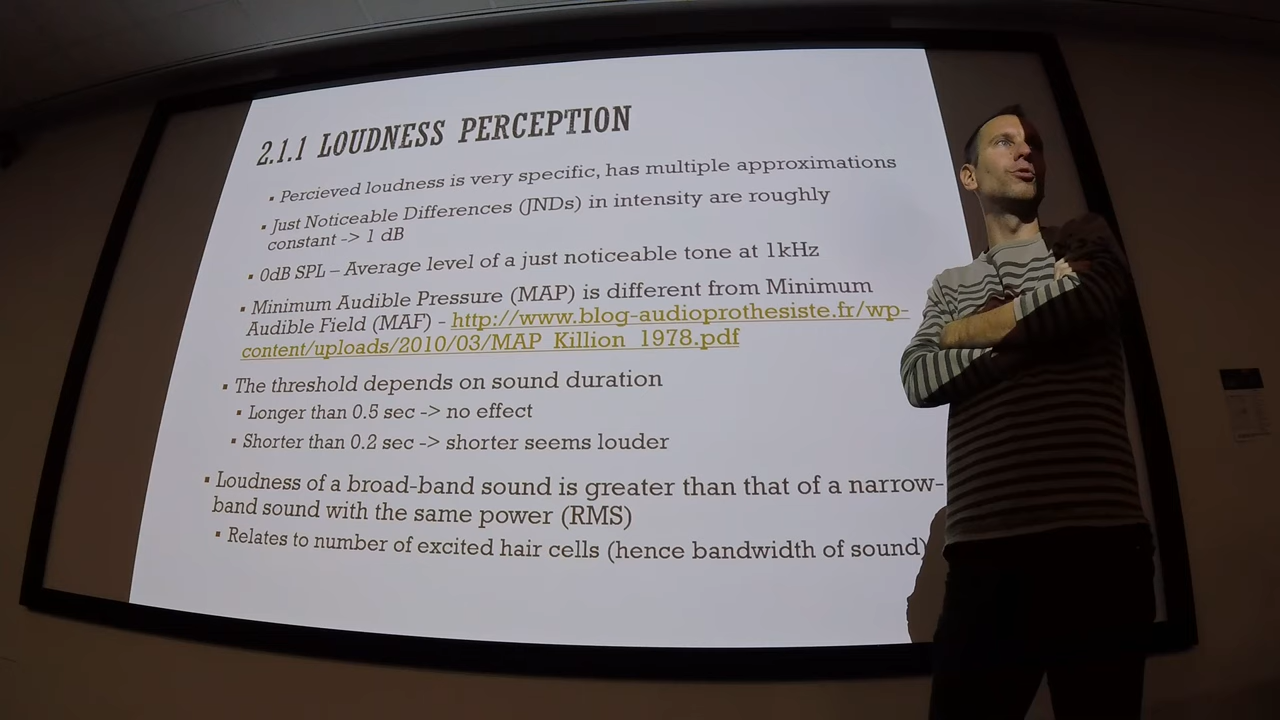 2.1.1 LOUDNESS PERCEPTION
▪ Percieved loudness is very specific, has multiple approximations
▪ Just Noticeable Differences (JNDs) in intensity are roughly
constant -> 1 dB
▪ 0dB SPL – Average level of a just noticeable tone at 1kHz
▪ Minimum Audible Pressure (MAP) is different from Minimum
Audible Field (MAF) - http://www.blog-audioprothesiste.fr/wp-
content/uploads/2010/03/MAP_Killion_1978.pdf
▪ The threshold depends on sound duration
▪ Longer than 0.5 sec -> no effect
▪ Shorter than 0.2 sec -> shorter seems louder
▪ Loudness of a broad-band sound is greater than that of a narrow-
band sound with the same power (RMS)
▪ Relates to number of excited hair cells (hence bandwidth of sound)